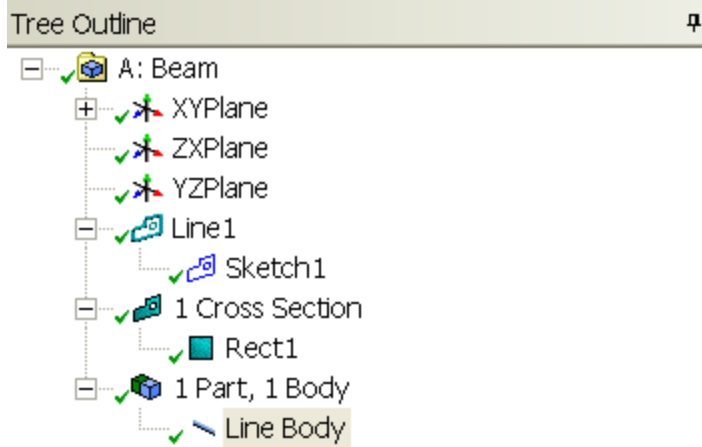 Tree Outline
A: Beam
XYPlane
ZXPlane
YZPlane
Line1
Sketch1
1 Cross Section
Rect1
1 Part, 1 Body
Line Body